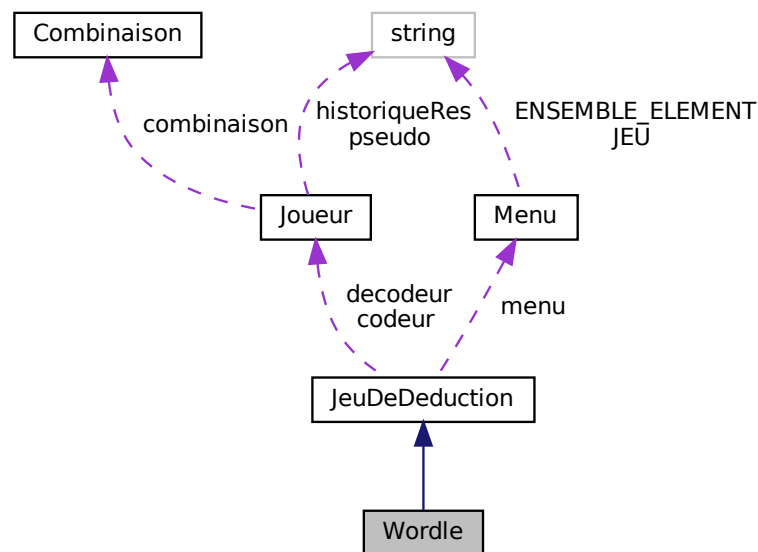 Combinaison
string
combinaison
historiqueRes
pseudo
ENSEMBLE_ELEMENT
JEU
Joueur
Menu
decodeur
codeur
menu
JeuDeDeduction
Wordle